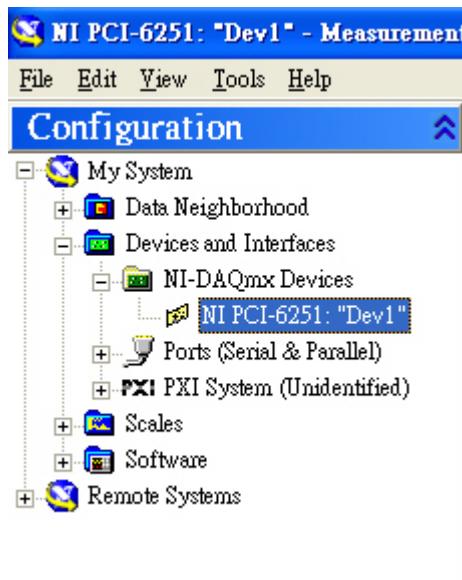 NI PCI-6251: "Dev1" - Measuremen
File Edit View Tools Help
Configuration
My System
Data Neighborhood
Devices and Interfaces
NI-DAQmx Devices
NI PCI-6251: "Dev1"
Ports (Serial & Parallel)
PXI PXI System (Unidentified)
Scales
Software
Remote Systems